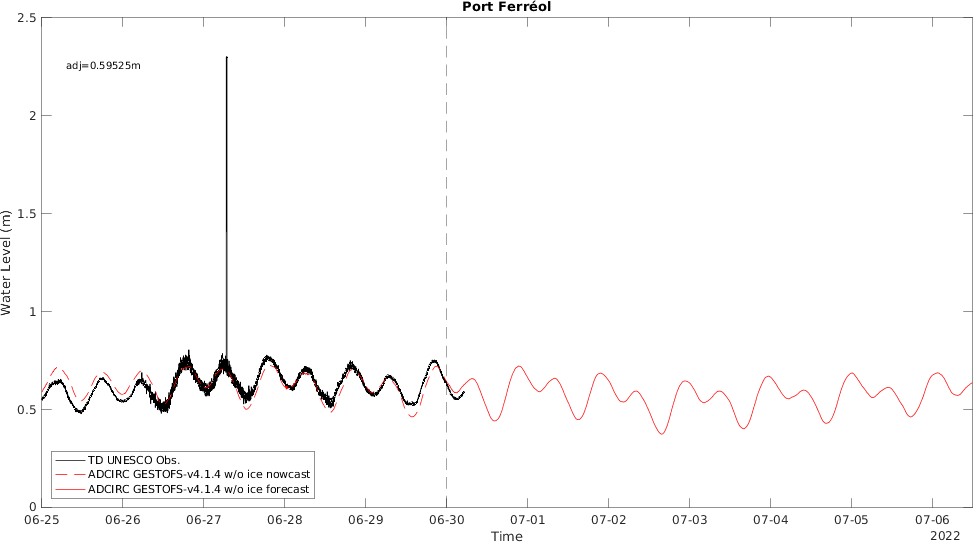 Port Ferréol
2.5
adj=0.59525m
2
1.5
Water Level (m)
1
0.5
TD UNESCO Obs.
ADCIRC GESTOFS-v4.1.4 w/o ice nowcast
ADCIRC GESTOFS-v4.1.4 w/o ice forecast
0
06-25 06-26 06-27 06-28 06-29 06-30 07-01 07-02 07-03 07-04 07-05 07-06
Time 2022